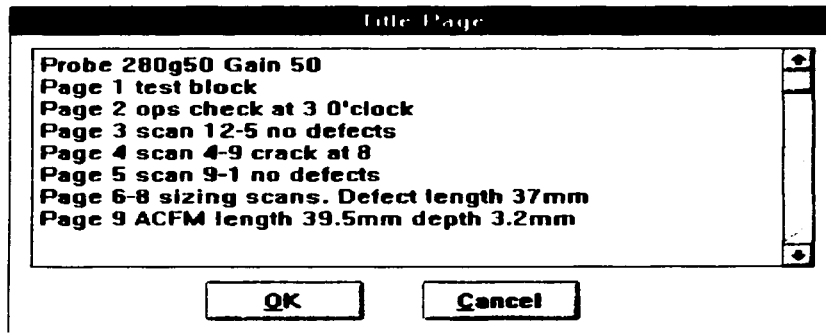 Title Page
Probe 280g50 Gain 50
Page 1 test block
Page 2 ops check at 3 0'clock
Page 3 scan 12-5 no defects
Page 4 scan 4-9 crack at 8
Page 5 scan 9-1 no defects
Page 6-8 sizing scans. Defect length 37mm
Page 9 ACFM length 39.5mm depth 3.2mm
OK Cancel